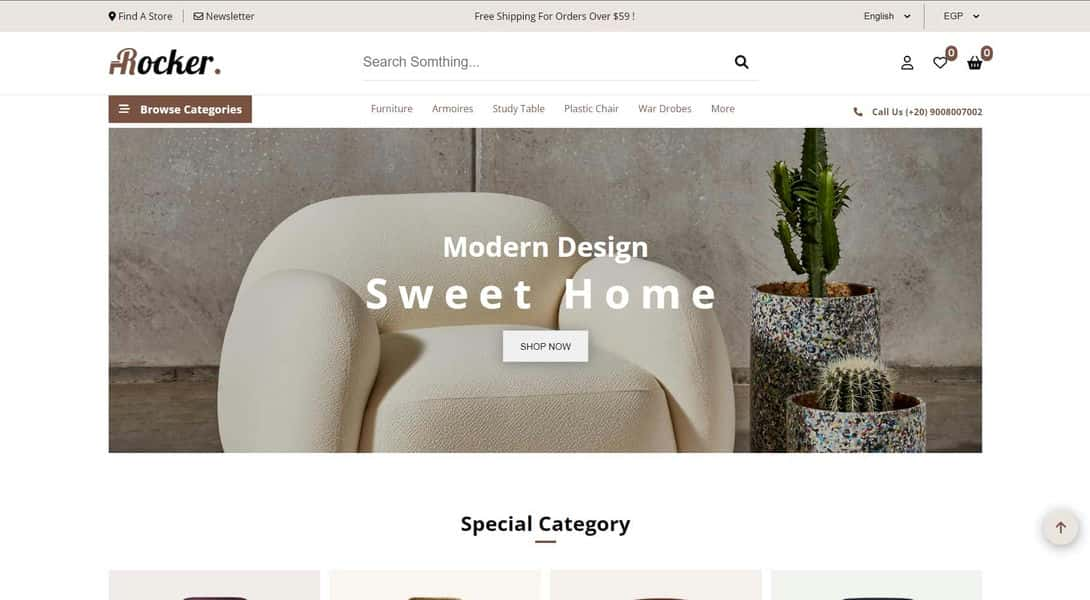 Find A Store
Newsletter
Free Shipping For Orders Over $59 !
English
EGP
Rocker.
Search Somthing...
0
0
Browse Categories
Furniture
Armoires
Study Table
Plastic Chair
War Drobes
More
Call Us (+20) 9008007002
Modern Design
Sweet Home
SHOP NOW
Special Category